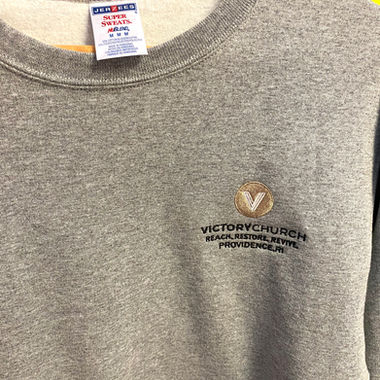 JERZEES
SUPER
SWEATS.
NuBlend
M M M
V
VICTORYCHURCH
REACH. RESTORE. REVIVE.
PROVIDENCE, RI